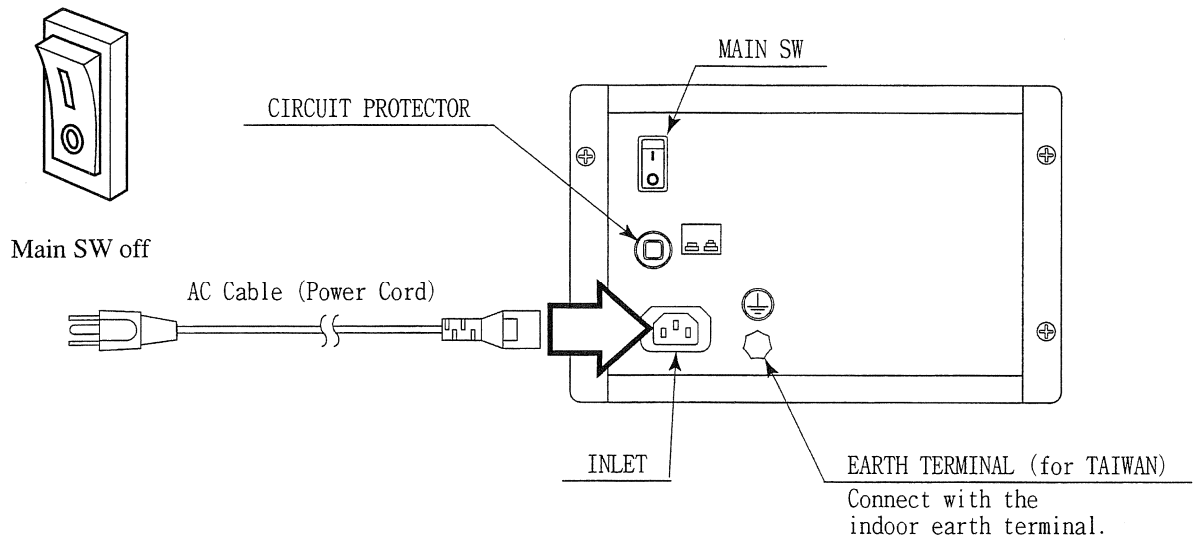 MAIN SW
CIRCUIT PROTECTOR
Main SW off
AC Cable (Power Cord)
INLET
EARTH TERMINAL (for TAIWAN)
Connect with the
indoor earth terminal.